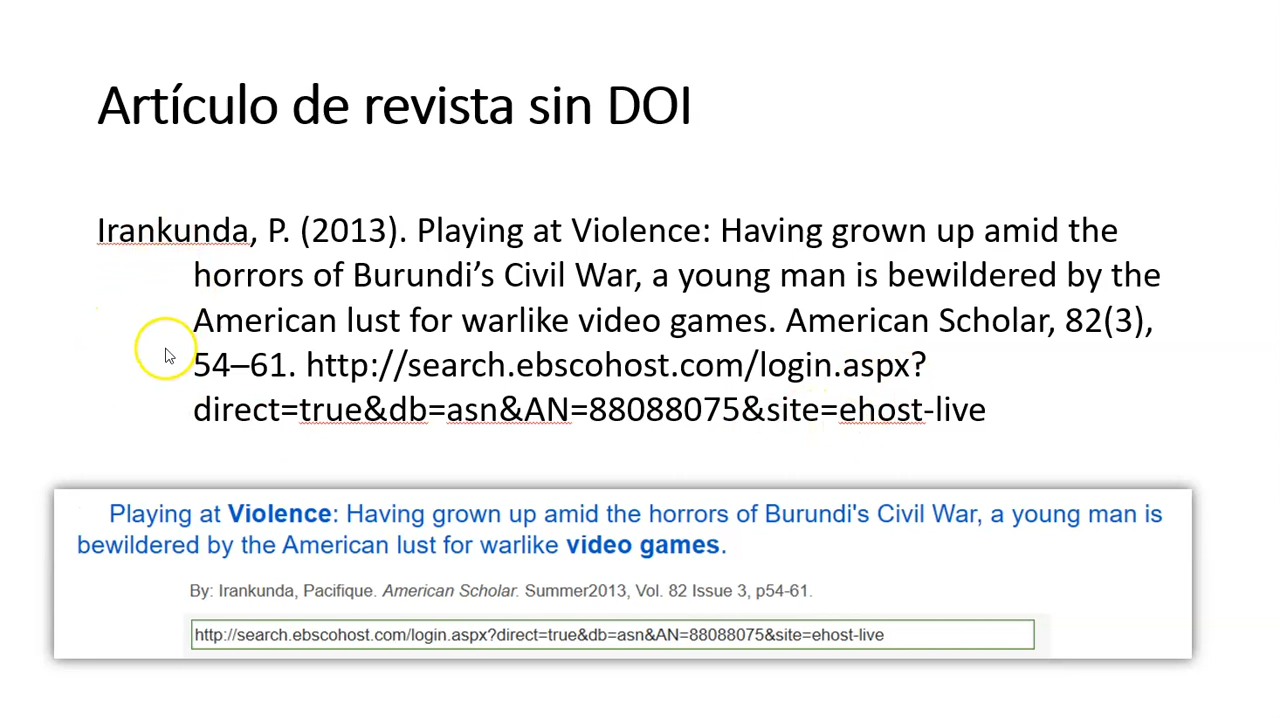 Artículo de revista sin DOI
Irankunda, P. (2013). Playing at Violence: Having grown up amid the
horrors of Burundi’s Civil War, a young man is bewildered by the
American lust for warlike video games. American Scholar, 82(3),
54–61. http://search.ebscohost.com/login.aspx?
direct=true&db=asn&AN=88088075&site=ehost-live
Playing at Violence: Having grown up amid the horrors of Burundi's Civil War, a young man is
bewildered by the American lust for warlike video games.
By: Irankunda, Pacifique. American Scholar. Summer2013, Vol. 82 Issue 3, p54-61.
http://search.ebscohost.com/login.aspx?direct=true&db=asn&AN=88088075&site=ehost-live